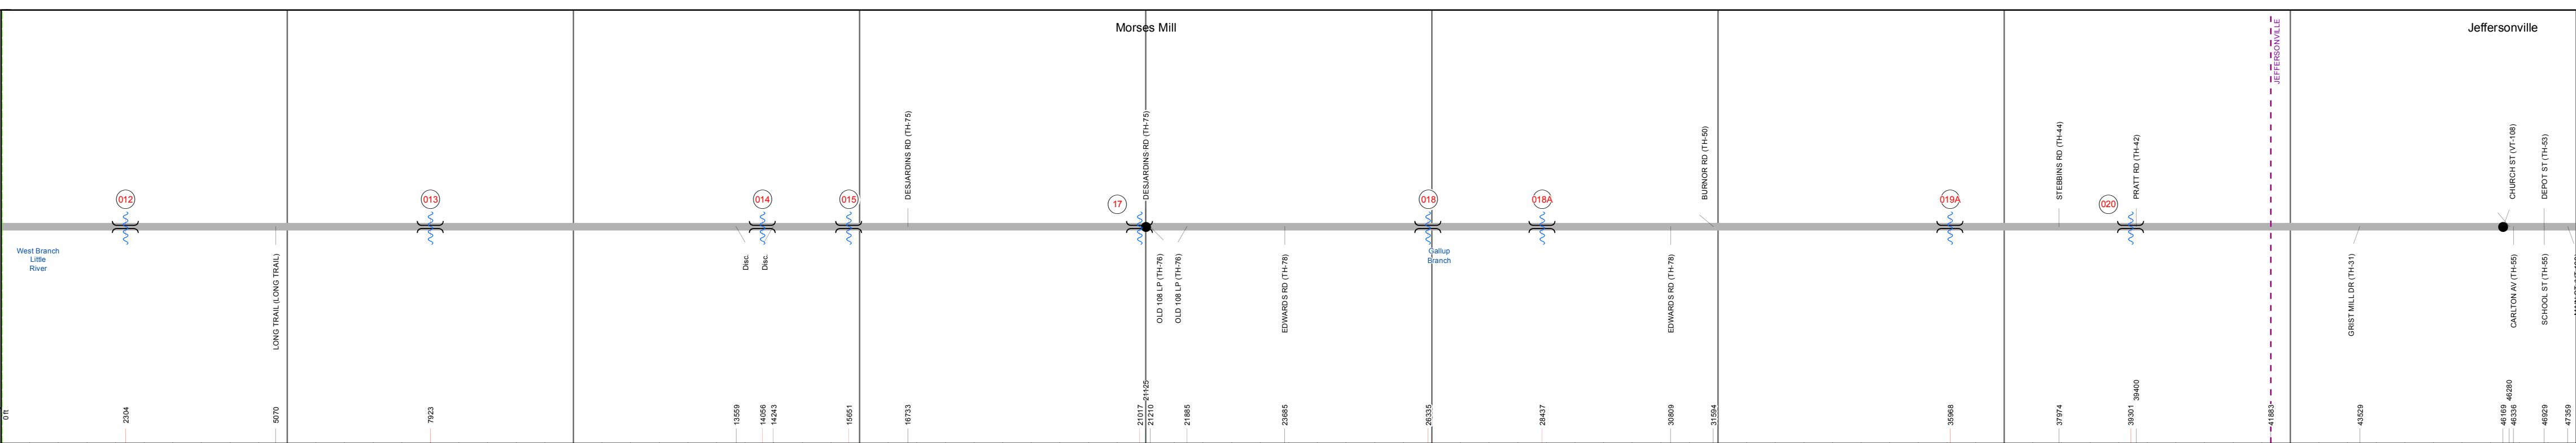 Morses Mill
Jeffersonville
JEFFERSONVILLE
DESJARDINS RD (TH-75)
DESJARDINS RD (TH-75)
BURNOR RD (TH-50)
STEBBINS RD (TH-44)
PRATT RD (TH-42)
CHURCH ST (VT-108)
DEPOT ST (TH-53)
012
013
014
015
17
018
018A
019A
020
West Branch
Little
River
LONG TRAIL (LONG TRAIL)
Disc.
Disc.
OLD 108 LP (TH-76)
OLD 108 LP (TH-76)
EDWARDS RD (TH-78)
Gallup
Branch
EDWARDS RD (TH-78)
GRIST MILL DR (TH-31)
CARLTON AV (TH-55)
SCHOOL ST (TH-55)
0 ft
2304
5070
7923
13559
14056
14243
15651
16733
21017
21125
21210
21885
23685
26335
28437
30809
31594
35968
37974
39301
39400
41883
43529
46169
46280
46336
46929
47359